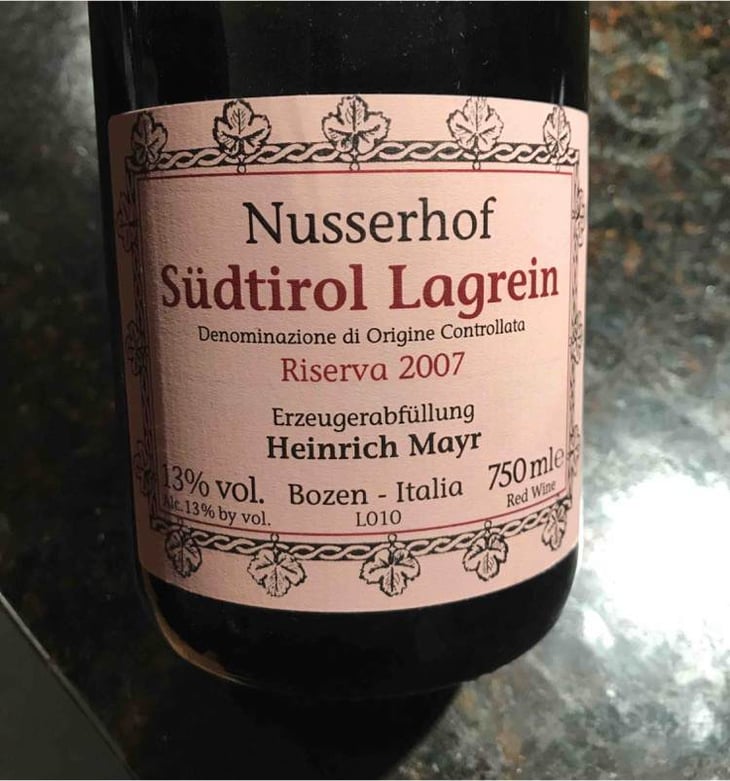 Nusserhof
Südtirol Lagrein
Denominazione di Origine Controllata
Riserva 2007
Erzeugerabfüllung
Heinrich Mayr
13% vol. Bozen - Italia 750 mle
Alc.13% by vol. L010 Red Wine